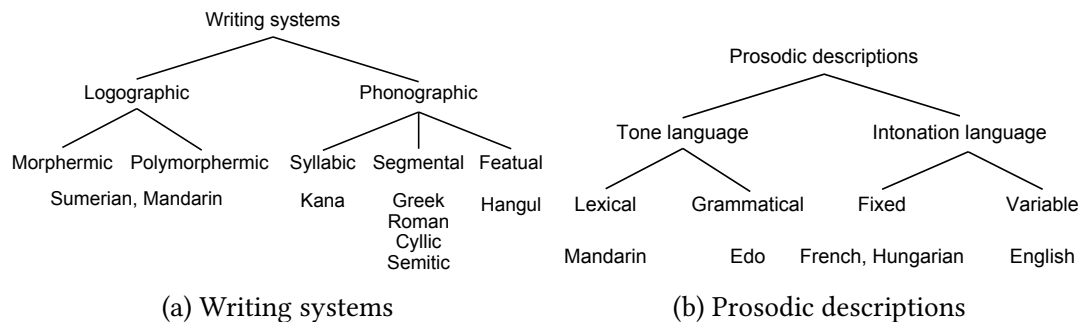 Writing systems
Logographic Phonographic
Morphermic Polymorphermic Syllabic Segmental Featual
Sumerian, Mandarin Kana Greek Hangul
Roman
Cyllic
Semitic
(a) Writing systems
Prosodic descriptions
Tone language Intonation language
Lexical Grammatical Fixed Variable
Mandarin Edo French, Hungarian English
(b) Prosodic descriptions